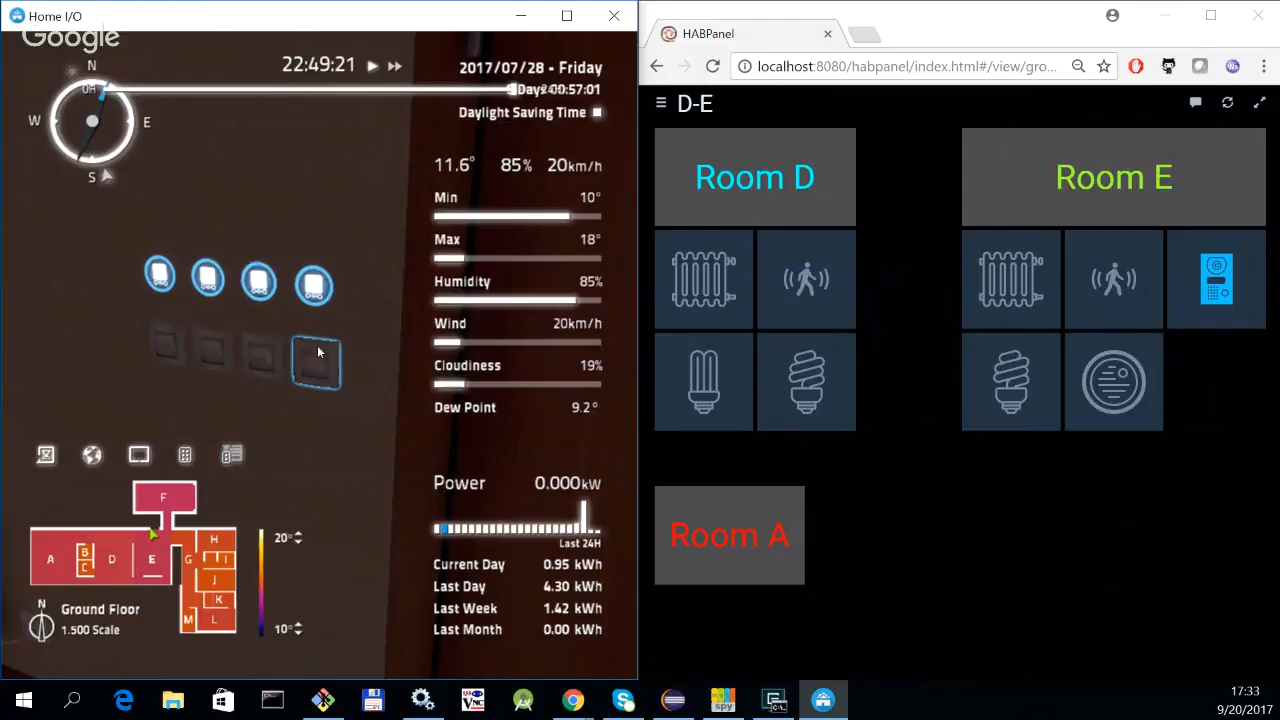 Home I/O
Google
22:49:21
2017/07/28 - Friday
Daylight Saving Time
N
W
E
S
11.6° 85% 20km/h
Min 10°
Max 18°
Humidity 85%
Wind 20km/h
Cloudiness 19%
Dew Point 9.2°
Power 0.000kW
Last 24H
Current Day 0.95 kWh
Last Day 4.30 kWh
Last Week 1.42 kWh
Last Month 0.00 kWh
F
A
B
C
D
E
G
H
I
J
K
L
M
20°
10°
N
Ground Floor
1.500 Scale
HABPanel
localhost:8080/habpanel/index.html#/view/gro...
D-E
Room D
Room E
Room A
spy
17:33
9/20/2017